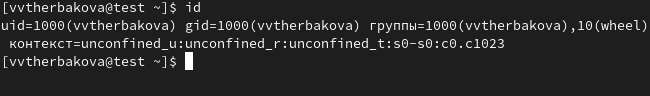 [vvtherbakova@test ~]$ id
uid=1000(vvtherbakova) gid=1000(vvtherbakova) группы=1000(vvtherbakova),10(wheel)
контекст=unconfined_u:unconfined_r:unconfined_t:s0-s0:c0.c1023
[vvtherbakova@test ~]$